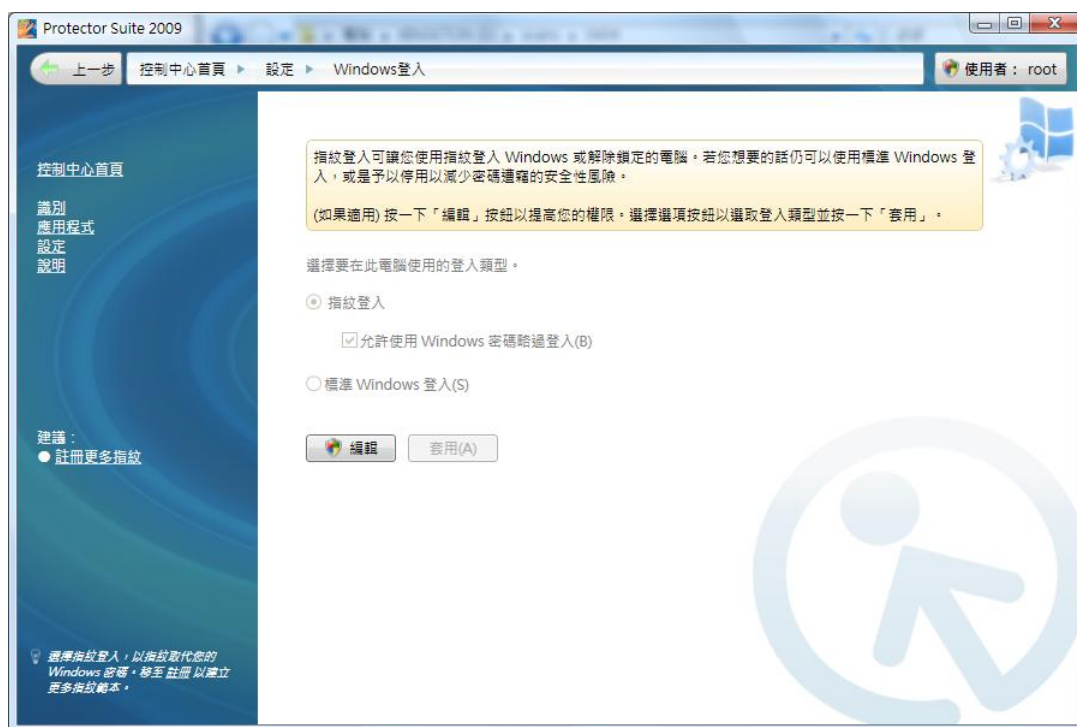 Protector Suite 2009
上一步 控制中心首頁 設定 Windows登入 使用者： root
指紋登入可讓您使用指紋登入 Windows 或解除鎖定的電腦。若您想要的話仍可以使用標準 Windows 登
入，或是予以停用以減少密碼遭竊的安全性風險。
(如果適用) 按一下「編輯」按鈕以提高您的權限。選擇選項按鈕以選取登入類型並按一下「套用」。
控制中心首頁
識別
應用程式
設定
說明
選擇要在此電腦使用的登入類型。
指紋登入
允許使用 Windows 密碼略過登入(B)
標準 Windows 登入(S)
編輯 套用(A)
建議：
註冊更多指紋
選擇指紋登入，以指紋取代您的
Windows 密碼。移至 註冊 以建立
更多指紋範本。